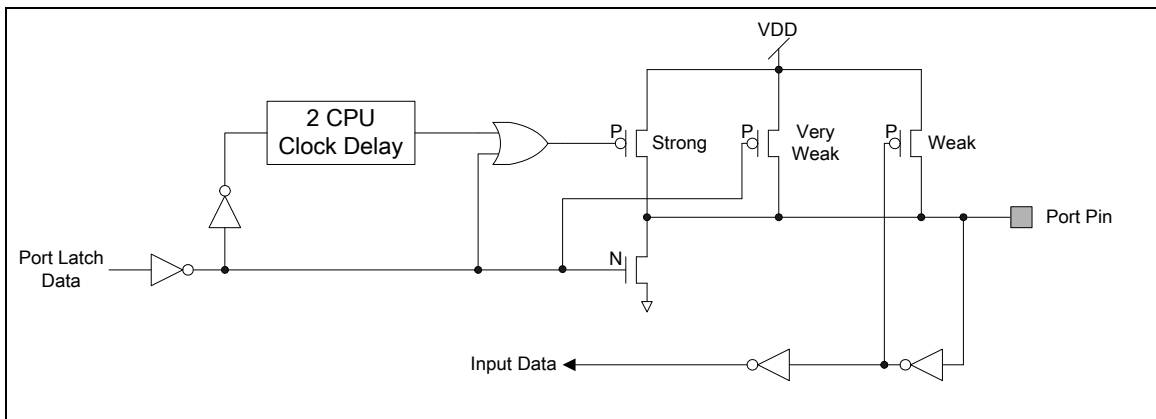 VDD
2 CPU
Clock Delay
P
Strong
P
Very
Weak
P
Weak
Port Pin
Port Latch
Data
N
Input Data